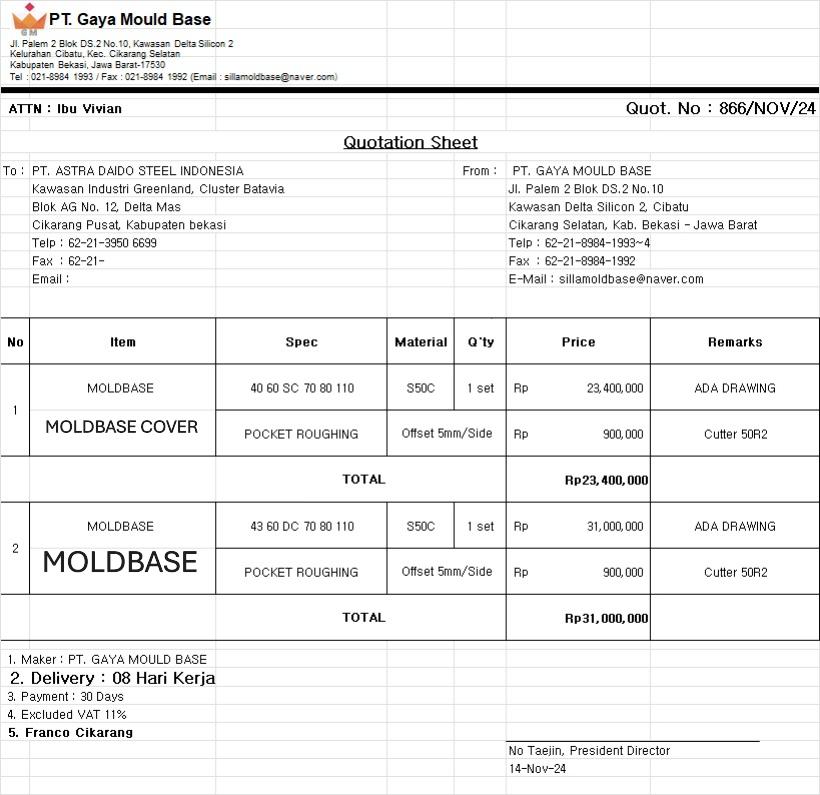 GM
PT. Gaya Mould Base
Jl. Palem 2 Blok DS.2 No.10, Kawasan Delta Silicon 2
Kelurahan Cibatu, Kec. Cikarang Selatan
Kabupaten Bekasi, Jawa Barat-17530
Tel : 021-8984 1993 / Fax : 021-8984 1992 (Email : sillamoldbase@naver.com)
ATTN : Ibu Vivian
Quot. No : 866/NOV/24
Quotation Sheet
To : PT. ASTRA DAIDO STEEL INDONESIA
Kawasan Industri Greenland, Cluster Batavia
Blok AG No. 12, Delta Mas
Cikarang Pusat, Kabupaten bekasi
Telp : 62-21-3950 6699
Fax : 62-21-
Email :
From : PT. GAYA MOULD BASE
Jl. Palem 2 Blok DS.2 No.10
Kawasan Delta Silicon 2, Cibatu
Cikarang Selatan, Kab. Bekasi - Jawa Barat
Telp : 62-21-8984-1993~4
Fax : 62-21-8984-1992
E-Mail : sillamoldbase@naver.com
No Item Spec Material Q'ty Price Remarks
1 MOLDBASE 40 60 SC 70 80 110 S50C 1 set Rp 23,400,000 ADA DRAWING
MOLDBASE COVER POCKET ROUGHING Offset 5mm/Side Rp 900,000 Cutter 50R2
TOTAL Rp23,400,000
2 MOLDBASE 43 60 DC 70 80 110 S50C 1 set Rp 31,000,000 ADA DRAWING
MOLDBASE POCKET ROUGHING Offset 5mm/Side Rp 900,000 Cutter 50R2
TOTAL Rp31,000,000
1. Maker : PT. GAYA MOULD BASE
2. Delivery : 08 Hari Kerja
3. Payment : 30 Days
4. Excluded VAT 11%
5. Franco Cikarang
No Taejin, President Director
14-Nov-24